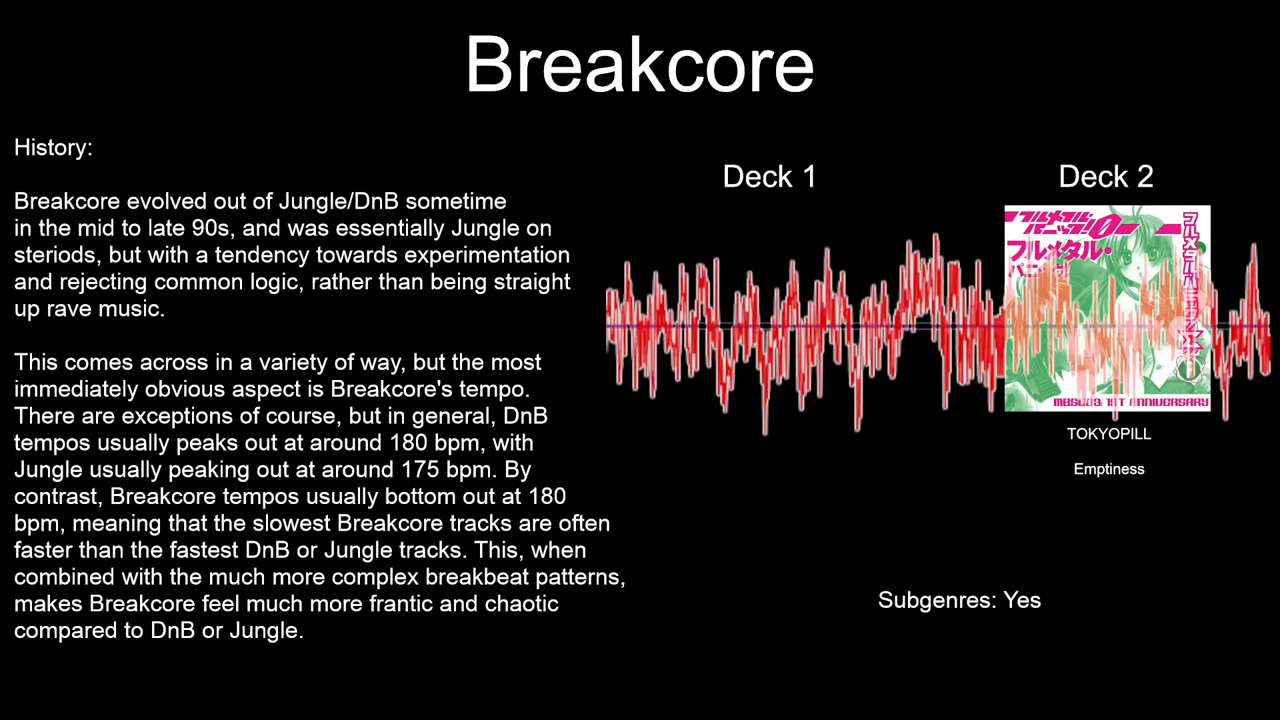 Breakcore
History:
Breakcore evolved out of Jungle/DnB sometime
in the mid to late 90s, and was essentially Jungle on
steriods, but with a tendency towards experimentation
and rejecting common logic, rather than being straight
up rave music.
This comes across in a variety of way, but the most
immediately obvious aspect is Breakcore's tempo.
There are exceptions of course, but in general, DnB
tempos usually peaks out at around 180 bpm, with
Jungle usually peaking out at around 175 bpm. By
contrast, Breakcore tempos usually bottom out at 180
bpm, meaning that the slowest Breakcore tracks are often
faster than the fastest DnB or Jungle tracks. This, when
combined with the much more complex breakbeat patterns,
makes Breakcore feel much more frantic and chaotic
compared to DnB or Jungle.
Deck 1
Deck 2
フルメタル・
1ST ANNIVERSARY
TOKYOPILL
Emptiness
Subgenres: Yes